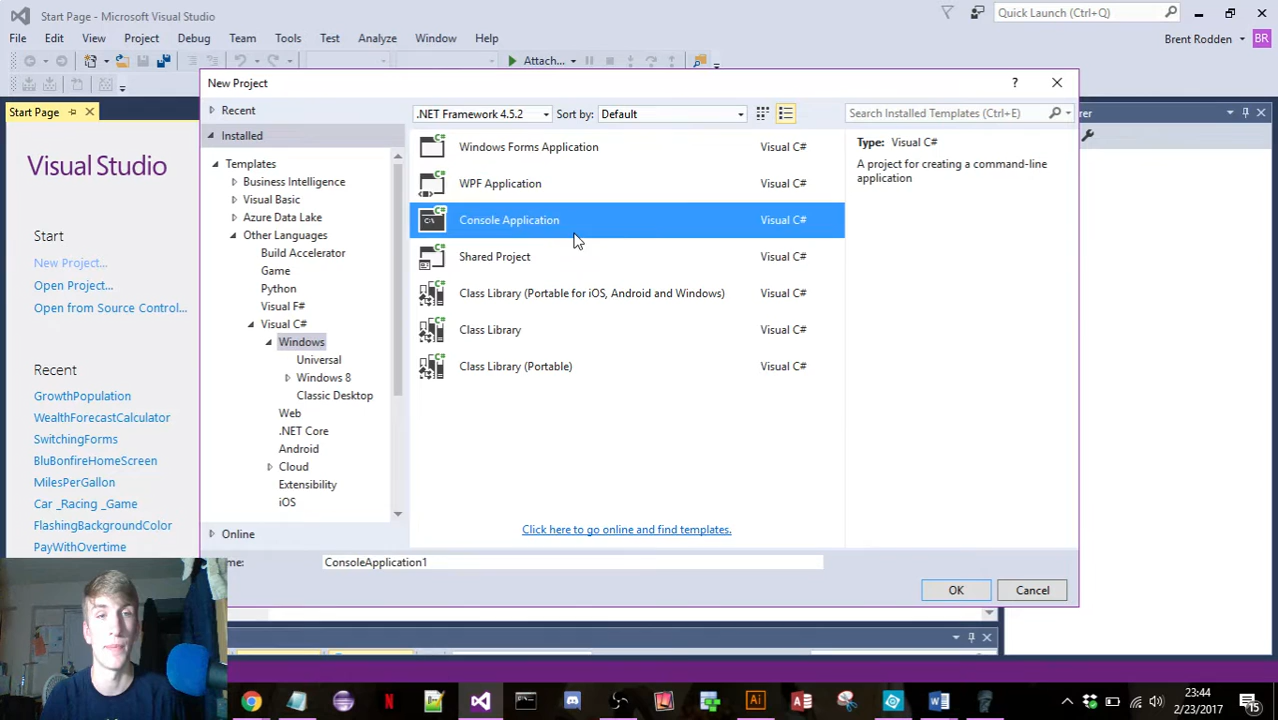 Start Page - Microsoft Visual Studio
Quick Launch (Ctrl+Q)
File Edit View Project Debug Team Tools Test Analyze Window Help
Brent Rodden BR
Attach...
New Project
?
Start Page
Recent
.NET Framework 4.5.2 Sort by: Default
Search Installed Templates (Ctrl+E)
rer
Installed
Visual Studio
Start
New Project...
Open Project...
Open from Source Control...
Recent
GrowthPopulation
WealthForecastCalculator
SwitchingForms
BluBonfireHomeScreen
MilesPerGallon
Car _Racing _Game
FlashingBackgroundColor
PayWithOvertime
Templates
Business Intelligence
Visual Basic
Azure Data Lake
Other Languages
Build Accelerator
Game
Python
Visual F#
Visual C#
Windows
Universal
Windows 8
Classic Desktop
Web
.NET Core
Android
Cloud
Extensibility
iOS
Online
Windows Forms Application Visual C#
WPF Application Visual C#
Console Application Visual C#
Shared Project Visual C#
Class Library (Portable for iOS, Android and Windows) Visual C#
Class Library Visual C#
Class Library (Portable) Visual C#
Click here to go online and find templates.
Type: Visual C#
A project for creating a command-line
application
me: ConsoleApplication1
OK Cancel
23:44
2/23/2017
15